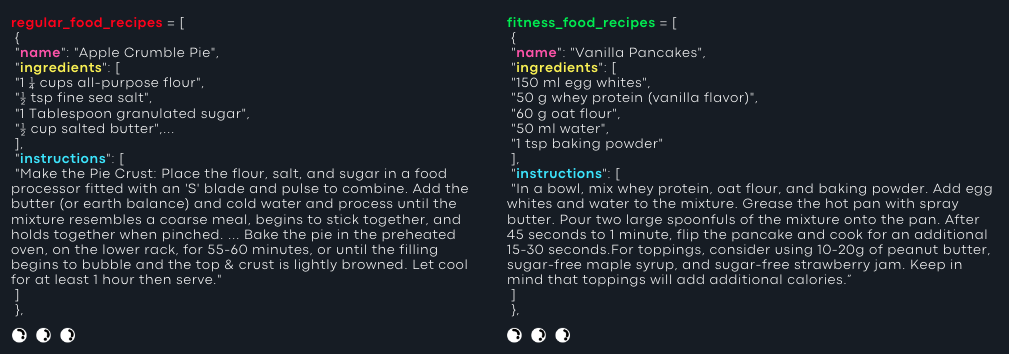 regular_food_recipes = [
{
"name": "Apple Crumble Pie",
"ingredients": [
"1 ¼ cups all-purpose flour",
"½ tsp fine sea salt",
"1 Tablespoon granulated sugar",
"½ cup salted butter",...
],
"instructions": [
"Make the Pie Crust: Place the flour, salt, and sugar in a food
processor fitted with an 'S' blade and pulse to combine. Add the
butter (or earth balance) and cold water and process until the
mixture resembles a coarse meal, begins to stick together, and
holds together when pinched. ... Bake the pie in the preheated
oven, on the lower rack, for 55-60 minutes, or until the filling
begins to bubble and the top & crust is lightly browned. Let cool
for at least 1 hour then serve."
]
},
fitness_food_recipes = [
{
"name": "Vanilla Pancakes",
"ingredients": [
"150 ml egg whites",
"50 g whey protein (vanilla flavor)",
"60 g oat flour",
"50 ml water",
"1 tsp baking powder"
],
"instructions": [
"In a bowl, mix whey protein, oat flour, and baking powder. Add egg
whites and water to the mixture. Grease the hot pan with spray
butter. Pour two large spoonfuls of the mixture onto the pan. After
45 seconds to 1 minute, flip the pancake and cook for an additional
15-30 seconds.For toppings, consider using 10-20g of peanut butter,
sugar-free maple syrup, and sugar-free strawberry jam. Keep in
mind that toppings will add additional calories.”
]
},